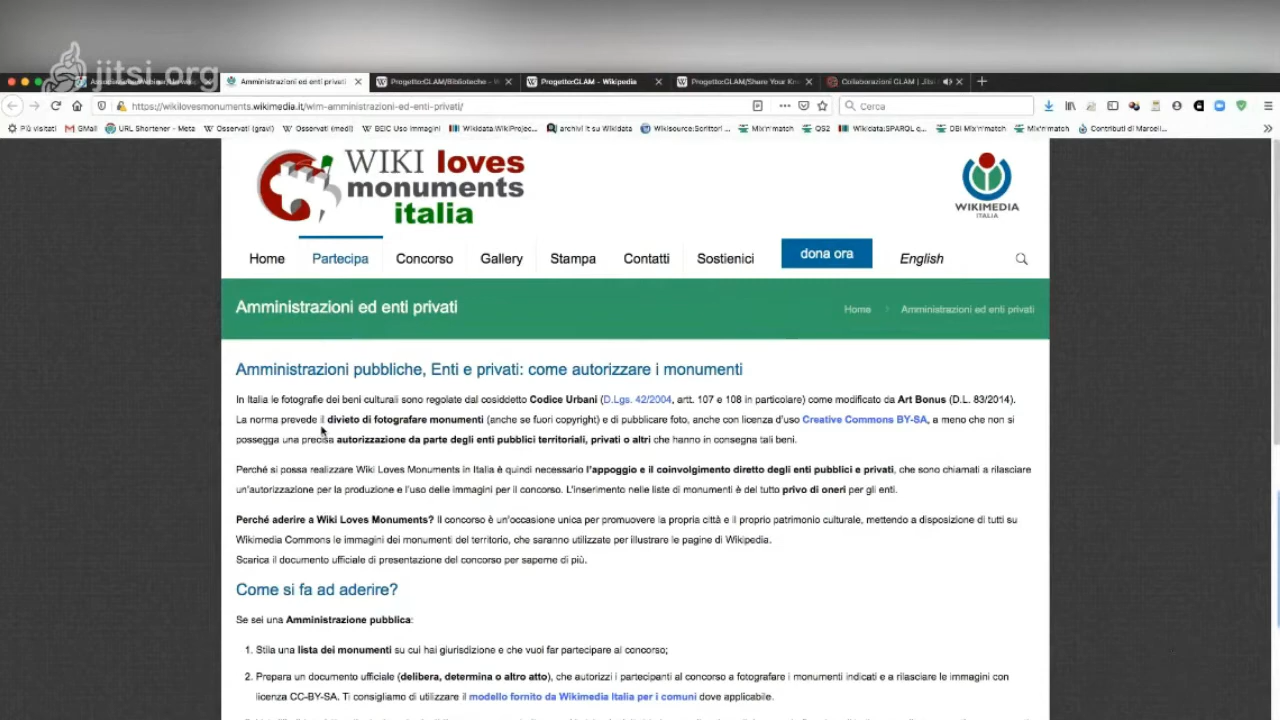 jitsi.org
Amministrazioni ed enti privati
Progetto:GLAM/Biblioteche - W
Progetto:GLAM - Wikipedia
Progetto:GLAM/Share Your Kn
Collaborazioni GLAM | Jitsi
https://wikilovesmonuments.wikimedia.it/wlm-amministrazioni-ed-enti-privati/
Cerca
Più visitati
GMail
URL Shortener - Meta
Osservati (gravi)
Osservati (medi)
BEIC Uso immagini
Wikidata:WikiProjec...
archivi it su Wikidata
Wikisource:Scrittori ...
Mix'n'match
QS2
Wikidata:SPARQL q...
DBI Mix'n'match
Mix'n'match
Contributi di Marcell...
WIKI loves
monuments
italia
WIKIMEDIA
ITALIA
Home
Partecipa
Concorso
Gallery
Stampa
Contatti
Sostienici
dona ora
English
Amministrazioni ed enti privati
Home
Amministrazioni ed enti privati
Amministrazioni pubbliche, Enti e privati: come autorizzare i monumenti
In Italia le fotografie dei beni culturali sono regolate dal cosiddetto Codice Urbani (D.Lgs. 42/2004, artt. 107 e 108 in particolare) come modificato da Art Bonus (D.L. 83/2014).
La norma prevede il divieto di fotografare monumenti (anche se fuori copyright) e di pubblicare foto, anche con licenza d'uso Creative Commons BY-SA, a meno che non si
possegga una precisa autorizzazione da parte degli enti pubblici territoriali, privati o altri che hanno in consegna tali beni.
Perché si possa realizzare Wiki Loves Monuments in Italia è quindi necessario l'appoggio e il coinvolgimento diretto degli enti pubblici e privati, che sono chiamati a rilasciare
un'autorizzazione per la produzione e l'uso delle immagini per il concorso. L'inserimento nelle liste di monumenti è del tutto privo di oneri per gli enti.
Perché aderire a Wiki Loves Monuments? Il concorso è un'occasione unica per promuovere la propria città e il proprio patrimonio culturale, mettendo a disposizione di tutti su
Wikimedia Commons le immagini dei monumenti del territorio, che saranno utilizzate per illustrare le pagine di Wikipedia.
Scarica il documento ufficiale di presentazione del concorso per saperne di più.
Come si fa ad aderire?
Se sei una Amministrazione pubblica:
1. Stila una lista dei monumenti su cui hai giurisdizione e che vuoi far partecipare al concorso;
2. Prepara un documento ufficiale (delibera, determina o altro atto), che autorizzi i partecipanti al concorso a fotografare i monumenti indicati e a rilasciare le immagini con
licenza CC-BY-SA. Ti consigliamo di utilizzare il modello fornito da Wikimedia Italia per i comuni dove applicabile.